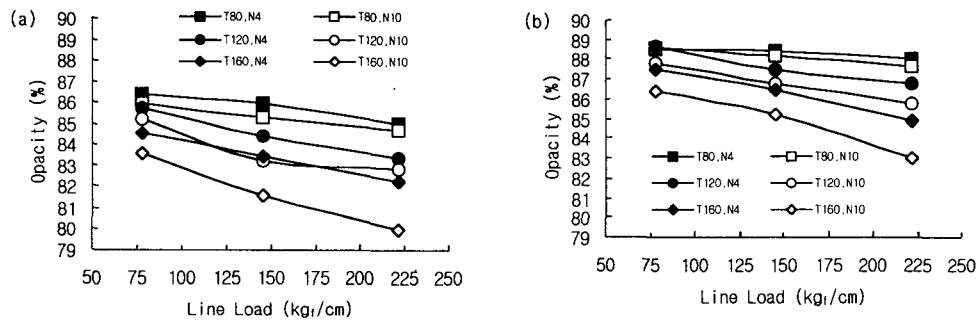 (a)
90
89
88
87
86
85
84
83
82
81
80
79
Opacity (%)
T80,N4
T80,N10
T120,N4
T120,N10
T160,N4
T160,N10
50 75 100 125 150 175 200 225 250
Line Load (kgf/cm)
(b)
90
89
88
87
86
85
84
83
82
81
80
79
Opacity (%)
T80,N4
T80,N10
T120,N4
T120,N10
T160,N4
T160,N10
50 75 100 125 150 175 200 225 250
Line Load (kgf/cm)